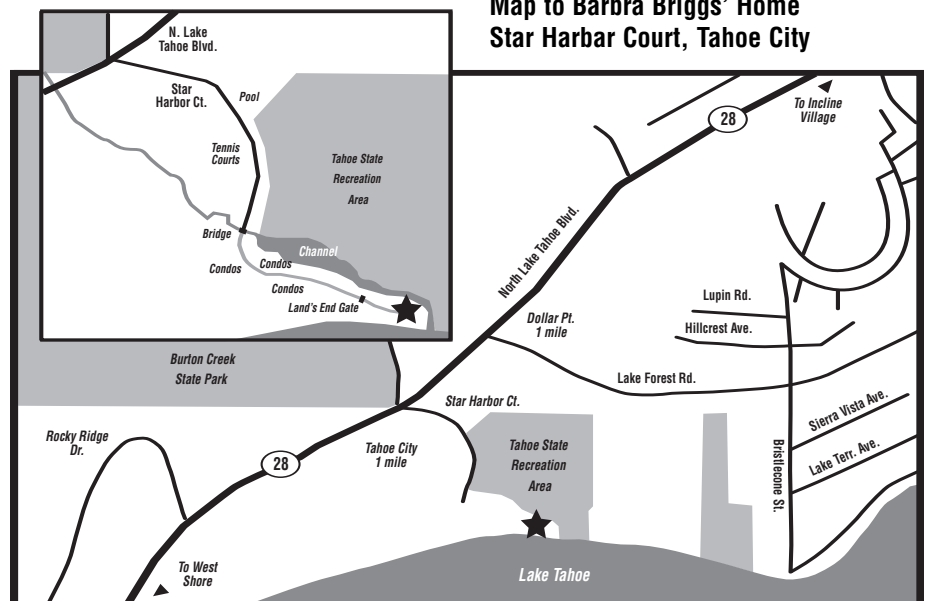 Map to Barbra Briggs' Home
Star Harbar Court, Tahoe City
N. Lake
Tahoe Blvd.
Star
Harbor Ct.
Pool
Tennis
Courts
Tahoe State
Recreation
Area
Bridge
Channel
Condos
Condos
Condos
Land's End Gate
To Incline
Village
28
North Lake Tahoe Blvd.
Dollar Pt.
1 mile
Lupin Rd.
Hillcrest Ave.
Lake Forest Rd.
Burton Creek
State Park
Star Harbor Ct.
Sierra Vista Ave.
Lake Terr. Ave.
Bristlecone St.
Rocky Ridge
Dr.
Tahoe City
1 mile
28
Tahoe State
Recreation
Area
To West
Shore
Lake Tahoe